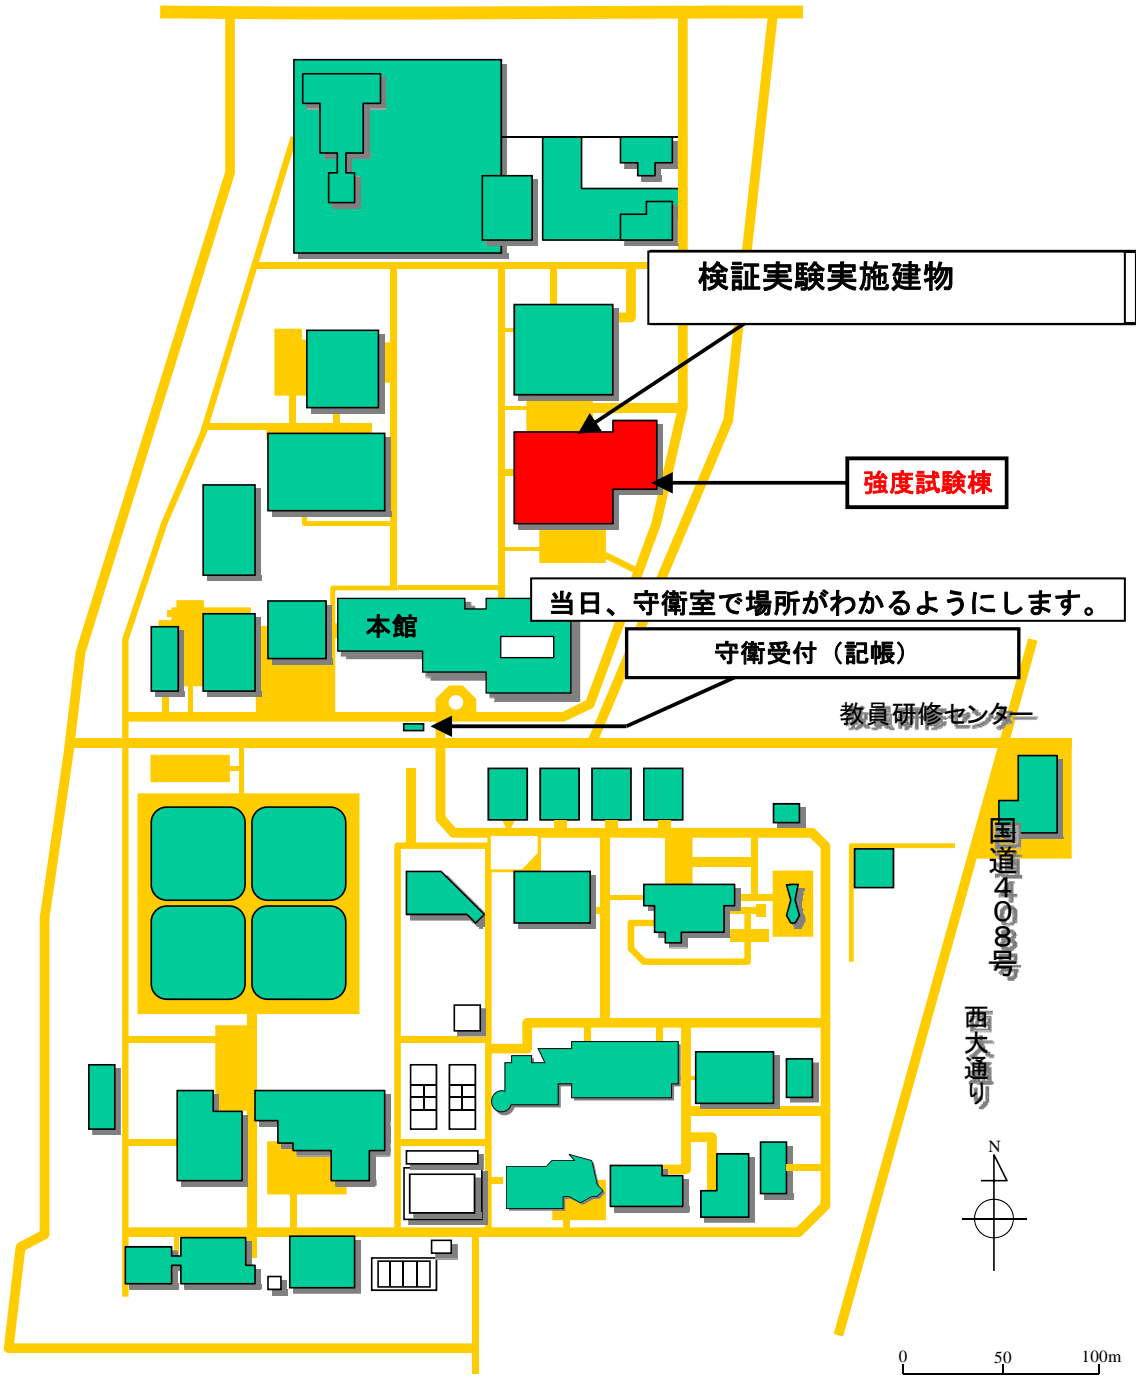 検証実験実施建物
強度試験棟
当日、守衛室で場所がわかるようにします。
本館
守衛受付（記帳）
教員研修センター
国道４０８号
西大通り
N
0 50 100m